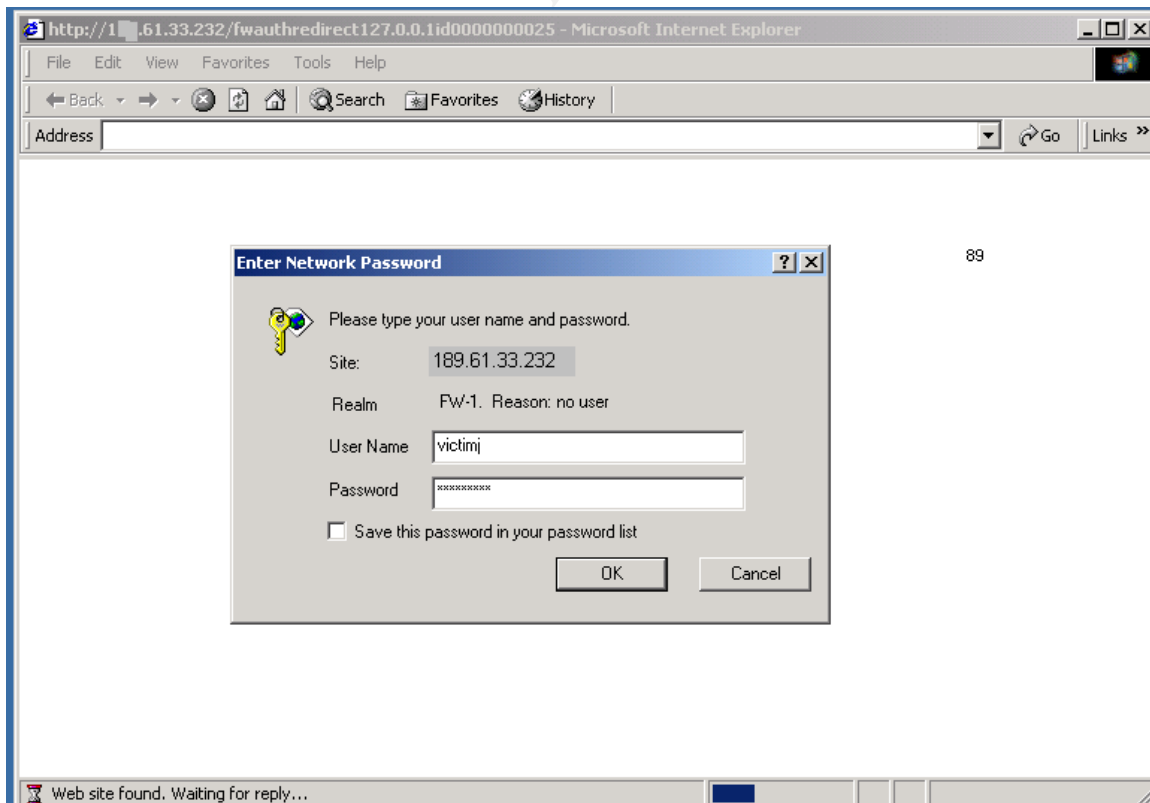 http://1 .61.33.232/fwauthredirect127.0.0.1id0000000025 - Microsoft Internet Explorer
File Edit View Favorites Tools Help
Back Search Favorites History
Address Go Links »
89
Enter Network Password
Please type your user name and password.
Site: 189.61.33.232
Realm FW-1. Reason: no user
User Name victimj
Password *********
Save this password in your password list
OK Cancel
Web site found. Waiting for reply...